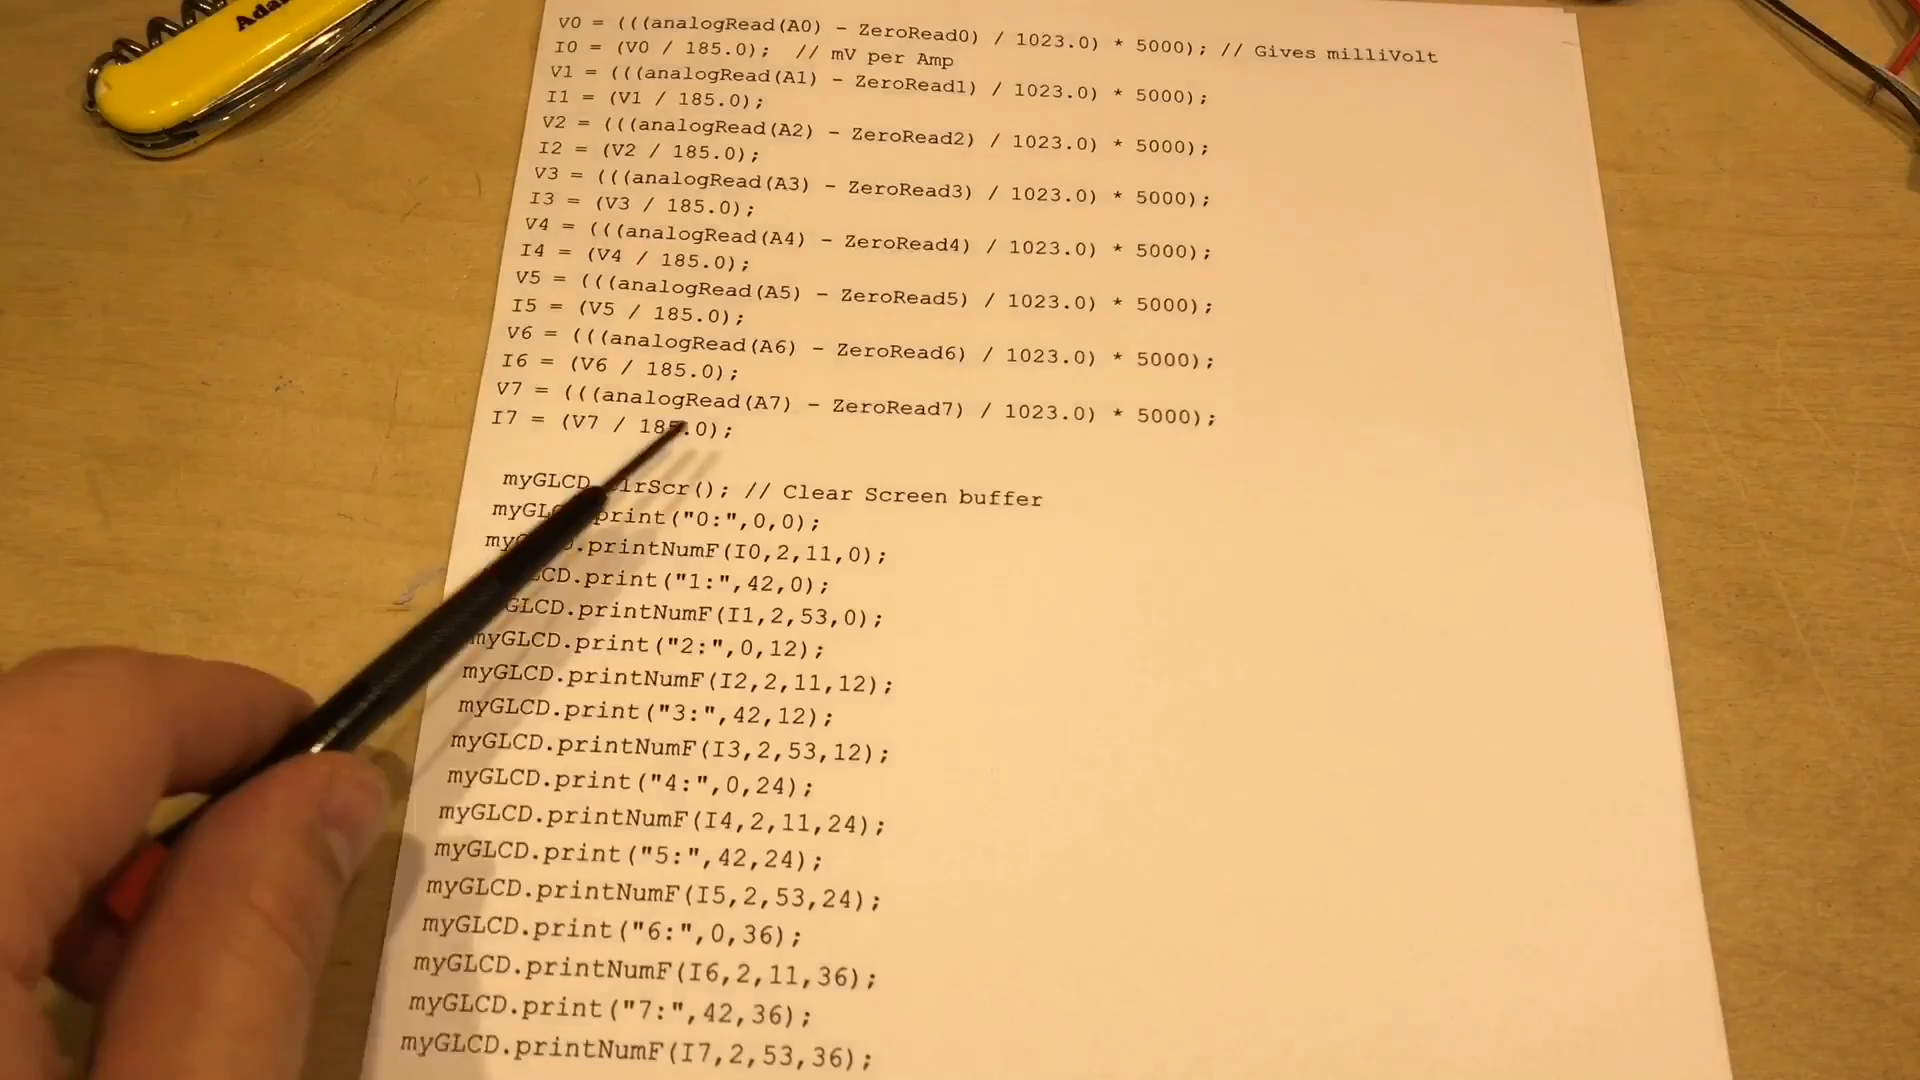 Ada
V0 = (((analogRead(A0) - ZeroRead0) / 1023.0) * 5000); // Gives milliVolt
I0 = (V0 / 185.0);  // mV per Amp
V1 = (((analogRead(A1) - ZeroRead1) / 1023.0) * 5000);
I1 = (V1 / 185.0);
V2 = (((analogRead(A2) - ZeroRead2) / 1023.0) * 5000);
I2 = (V2 / 185.0);
V3 = (((analogRead(A3) - ZeroRead3) / 1023.0) * 5000);
I3 = (V3 / 185.0);
V4 = (((analogRead(A4) - ZeroRead4) / 1023.0) * 5000);
I4 = (V4 / 185.0);
V5 = (((analogRead(A5) - ZeroRead5) / 1023.0) * 5000);
I5 = (V5 / 185.0);
V6 = (((analogRead(A6) - ZeroRead6) / 1023.0) * 5000);
I6 = (V6 / 185.0);
V7 = (((analogRead(A7) - ZeroRead7) / 1023.0) * 5000);
I7 = (V7 / 185.0);
myGLCD.clrScr(); // Clear Screen buffer
myGLCD.print("0:",0,0);
myGLCD.printNumF(I0,2,11,0);
myGLCD.print("1:",42,0);
myGLCD.printNumF(I1,2,53,0);
myGLCD.print("2:",0,12);
myGLCD.printNumF(I2,2,11,12);
myGLCD.print("3:",42,12);
myGLCD.printNumF(I3,2,53,12);
myGLCD.print("4:",0,24);
myGLCD.printNumF(I4,2,11,24);
myGLCD.print("5:",42,24);
myGLCD.printNumF(I5,2,53,24);
myGLCD.print("6:",0,36);
myGLCD.printNumF(I6,2,11,36);
myGLCD.print("7:",42,36);
myGLCD.printNumF(I7,2,53,36);